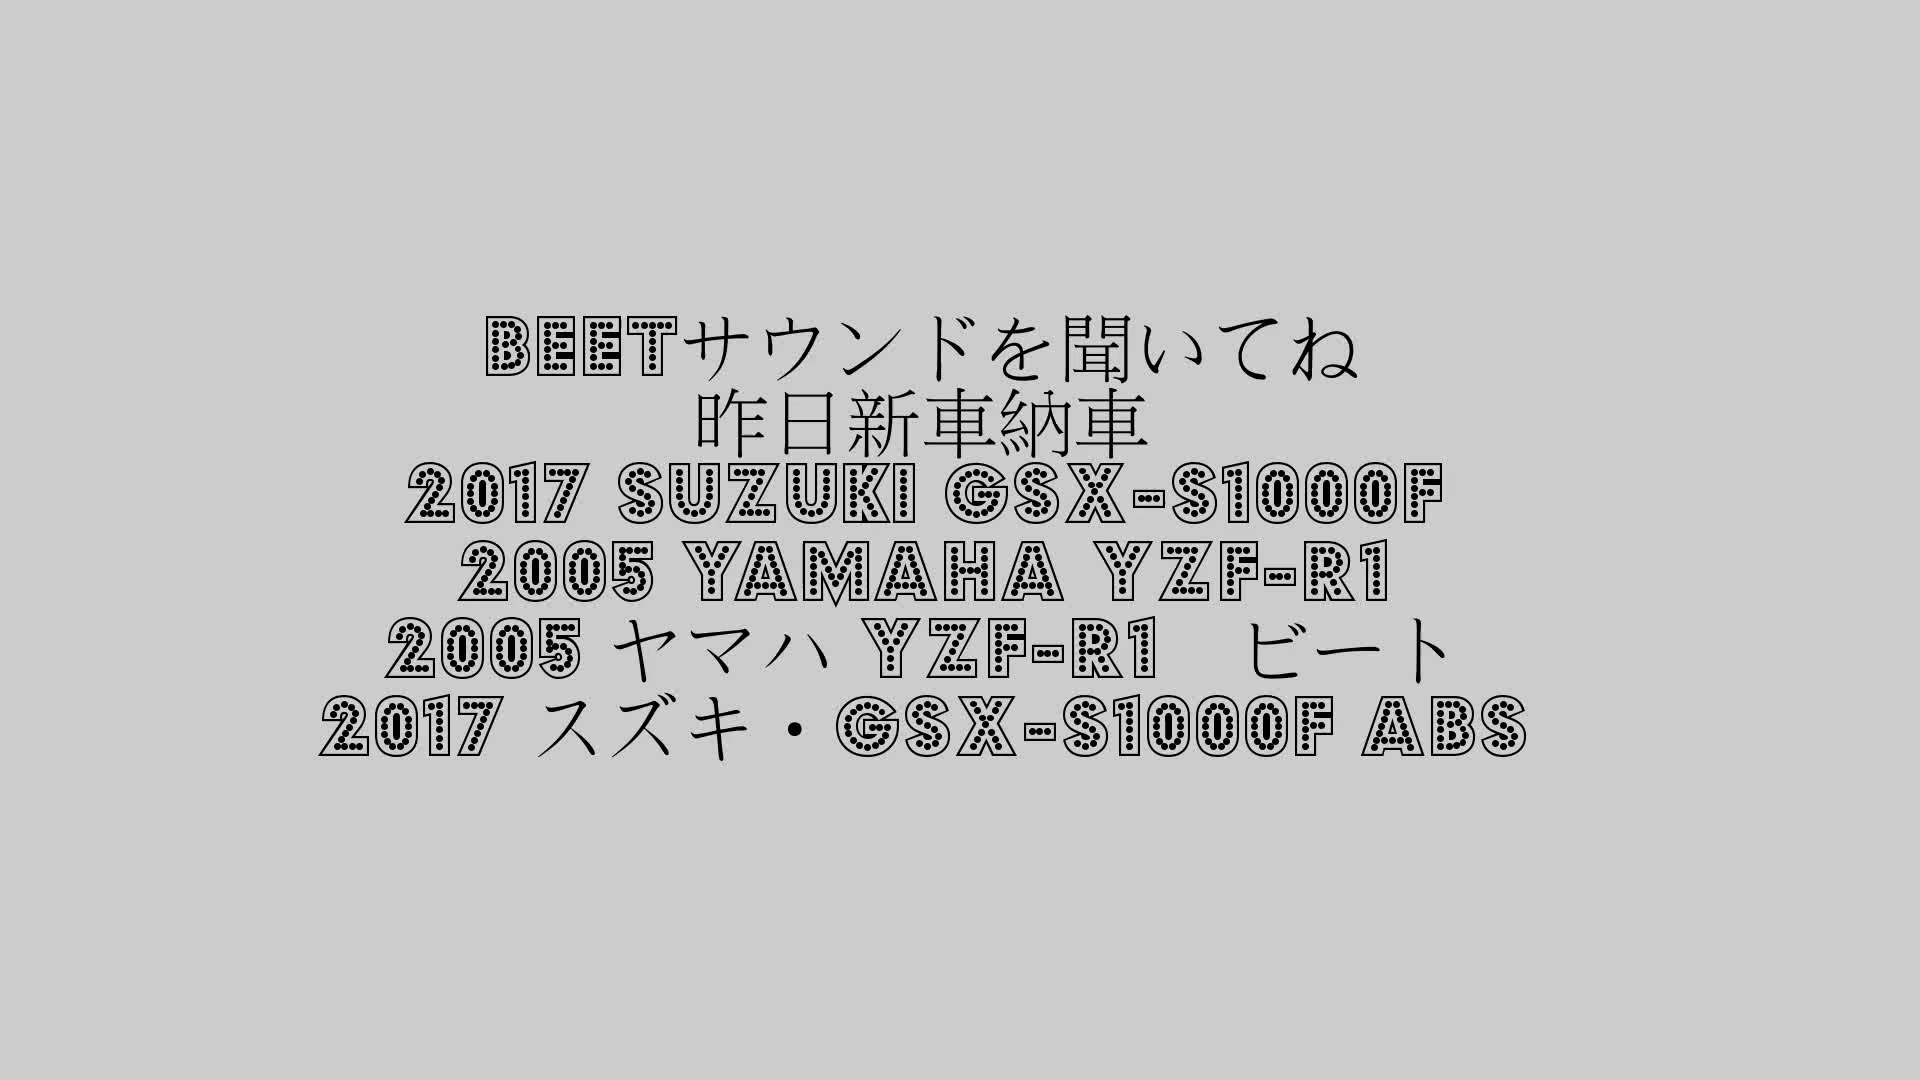 BEETサウンドを聞いてね
昨日新車納車
2017 SUZUKI GSX-S1000F
2005 YAMAHA YZF-R1
2005 ヤマハ YZF-R1　ビート
2017 スズキ・GSX-S1000F ABS